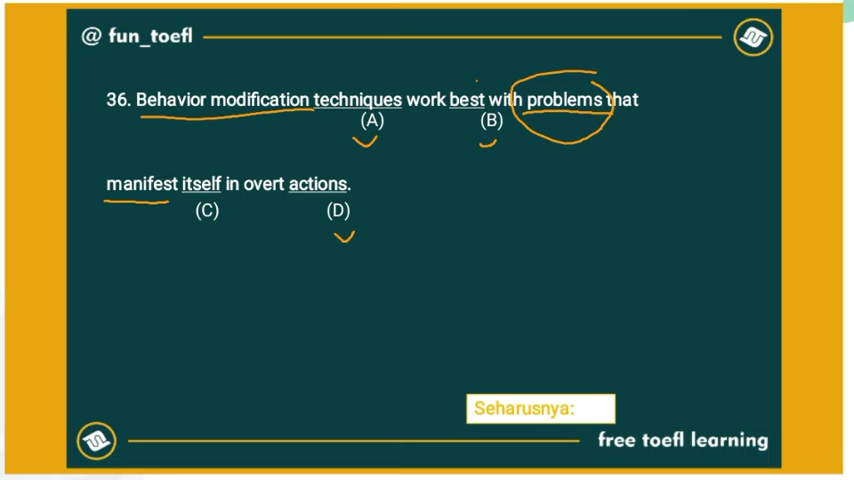 @ fun_toefl
36. Behavior modification techniques work best with problems that
(A) (B)
manifest itself in overt actions.
(C) (D)
Seharusnya:
free toefl learning